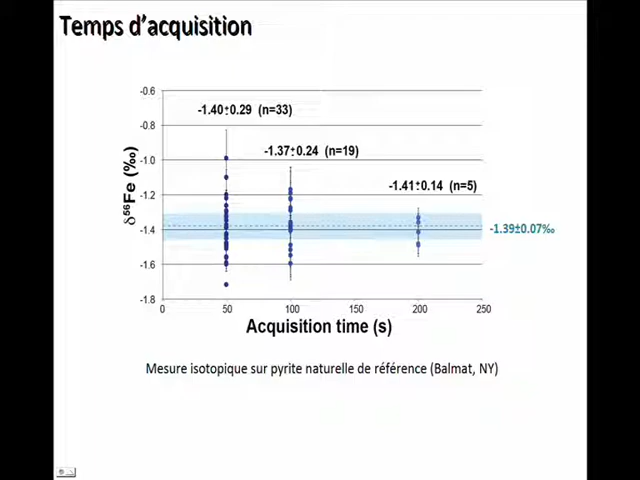 Temps d'acquisition
-1.40±0.29 (n=33)
-1.37±0.24 (n=19)
-1.41±0.14 (n=5)
-0.6
-0.8
-1.0
-1.2
-1.4
-1.6
-1.8
δ56Fe (‰)
-1.39±0.07‰
0 50 100 150 200 250
Acquisition time (s)
Mesure isotopique sur pyrite naturelle de référence (Balmat, NY)